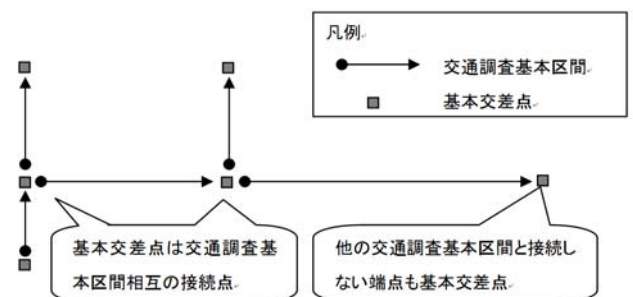 凡例
交通調査基本区間
基本交差点
基本交差点は交通調査基
本区間相互の接続点
他の交通調査基本区間と接続し
ない端点も基本交差点